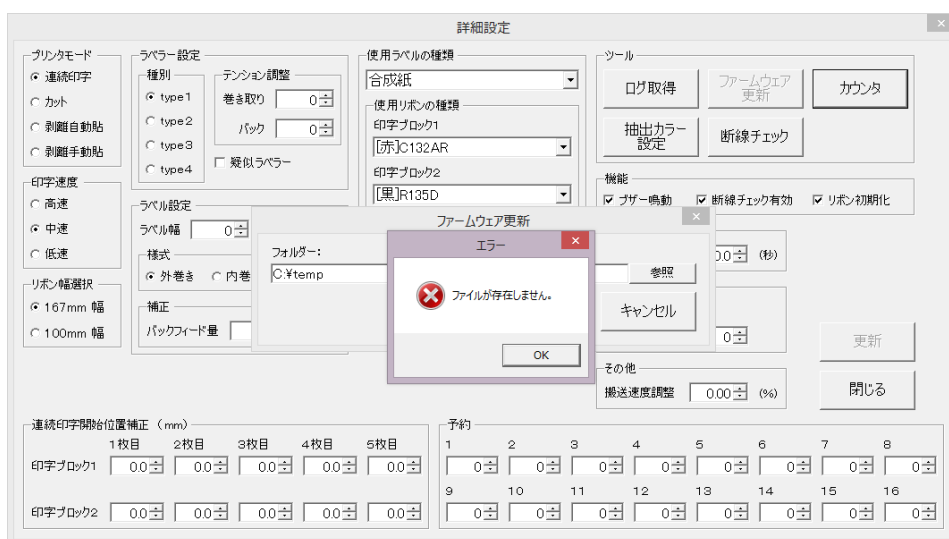 詳細設定
プリンタモード
連続印字
カット
剥離自動貼
剥離手動貼
印字速度
高速
中速
低速
リボン幅選択
167mm 幅
100mm 幅
ラベラー設定
種別
type1
type2
type3
type4
テンション調整
巻き取り 0
バック 0
疑似ラベラー
ラベル設定
ラベル幅 0
様式
外巻き 内巻
補正
バックフィード量
使用ラベルの種類
合成紙
使用リボンの種類
印字ブロック1
[赤]C132AR
印字ブロック2
[黒]R135D
ツール
ログ取得 ファームウェア更新 カウンタ
抽出カラー設定 断線チェック
機能
ブザー鳴動 断線チェック有効 リボン初期化
0.0 (秒)
0
その他
搬送速度調整 0.00 (%)
更新
閉じる
ファームウェア更新
フォルダー:
C:¥temp
参照
キャンセル
エラー
ファイルが存在しません。
OK
連続印字開始位置補正 (mm)
1枚目 2枚目 3枚目 4枚目 5枚目
印字ブロック1 0.0 0.0 0.0 0.0 0.0
印字ブロック2 0.0 0.0 0.0 0.0 0.0
予約
1 2 3 4 5 6 7 8
0 0 0 0 0 0 0 0
9 10 11 12 13 14 15 16
0 0 0 0 0 0 0 0